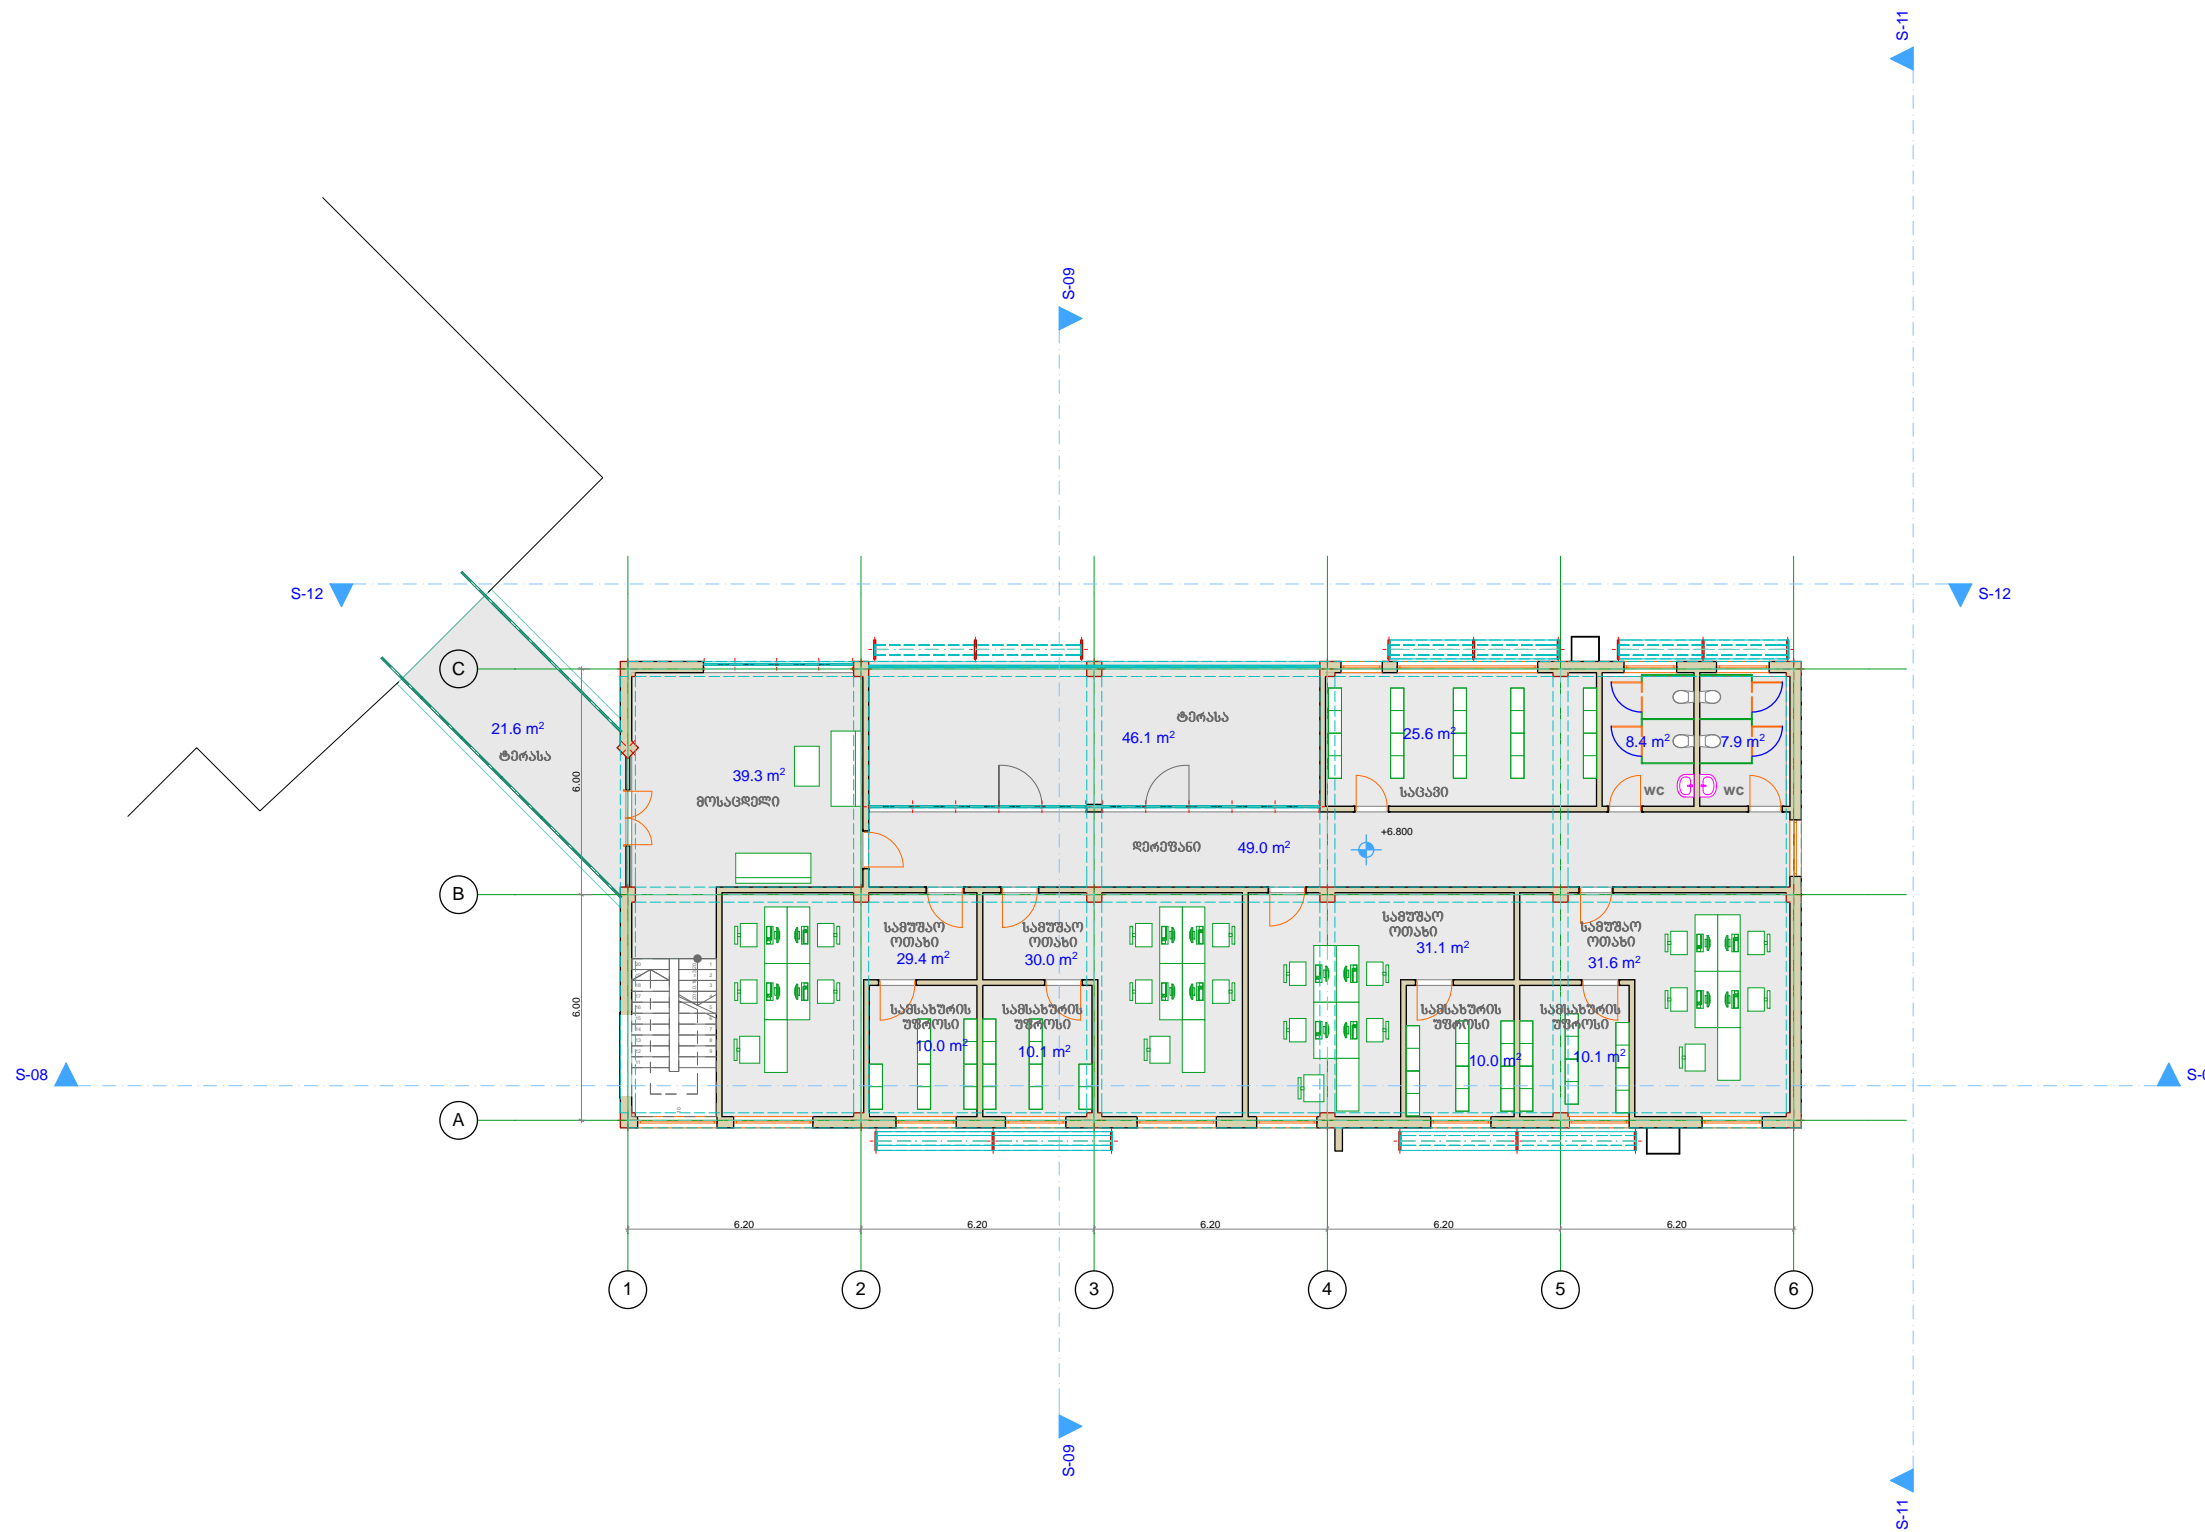 S-11
S-09
S-12
S-12
C
21.6 m²
ტერასა
6.00
39.3 m²
მოსაცდელი
ტერასა
46.1 m²
25.6 m²
საცავი
8.4 m²
7.9 m²
WC
WC
+6.800
დერეფანი
49.0 m²
B
სამუშაო
ოთახი
29.4 m²
სამუშაო
ოთახი
30.0 m²
სამუშაო
ოთახი
31.1 m²
სამუშაო
ოთახი
31.6 m²
6.00
სამსახურის
უფროსი
10.0 m²
სამსახურის
უფროსი
10.1 m²
სამსახურის
უფროსი
10.0 m²
სამსახურის
უფროსი
10.1 m²
S-08
A
6.20
6.20
6.20
6.20
6.20
1
2
3
4
5
6
S-09
S-11